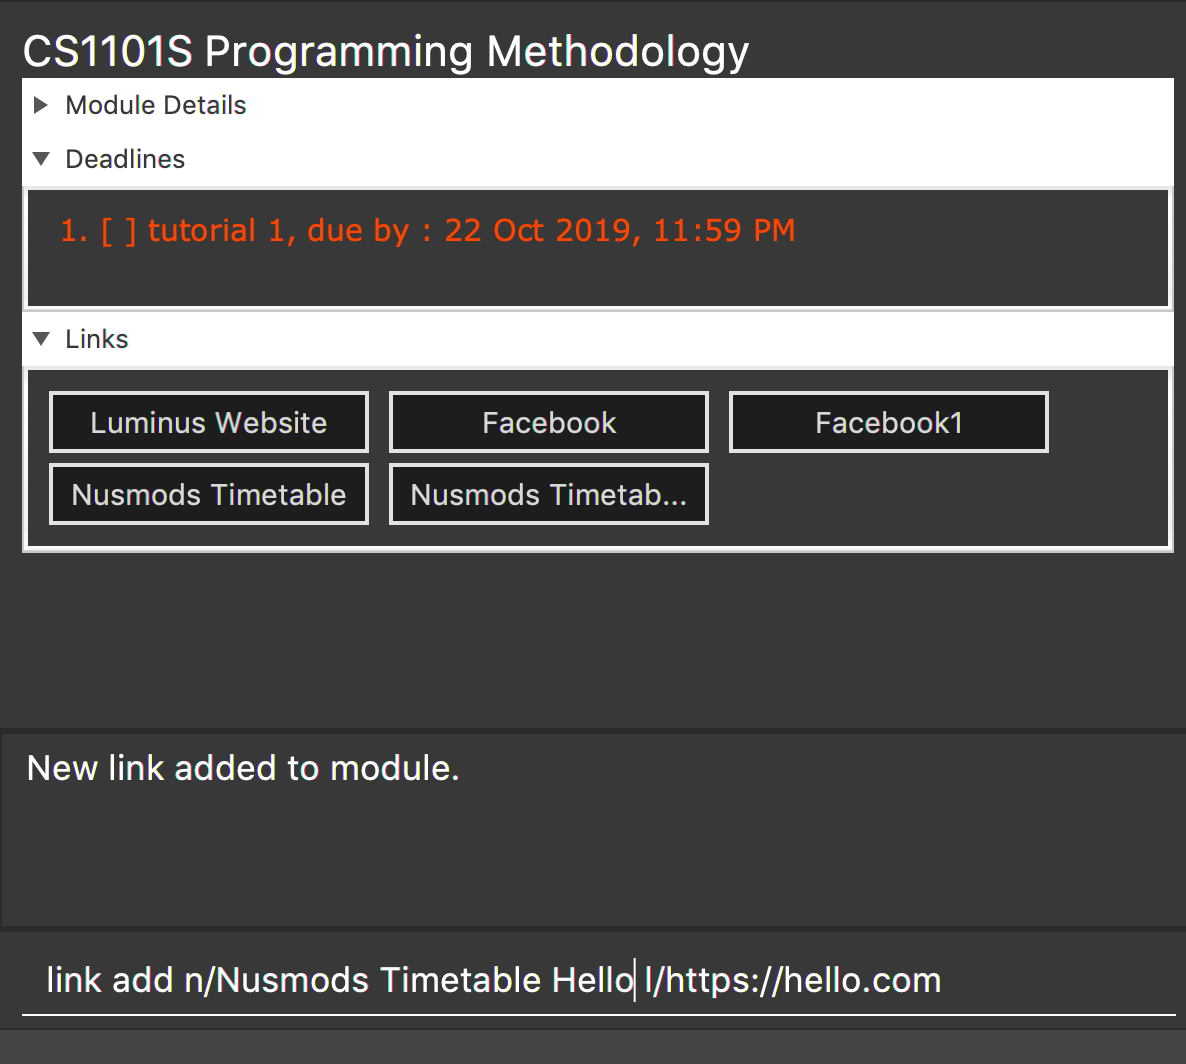 CS1101S Programming Methodology
Module Details
Deadlines
1. [ ] tutorial 1, due by : 22 Oct 2019, 11:59 PM
Links
Luminus Website Facebook Facebook1
Nusmods Timetable Nusmods Timetab...
New link added to module.
link add n/Nusmods Timetable Hello l/https://hello.com